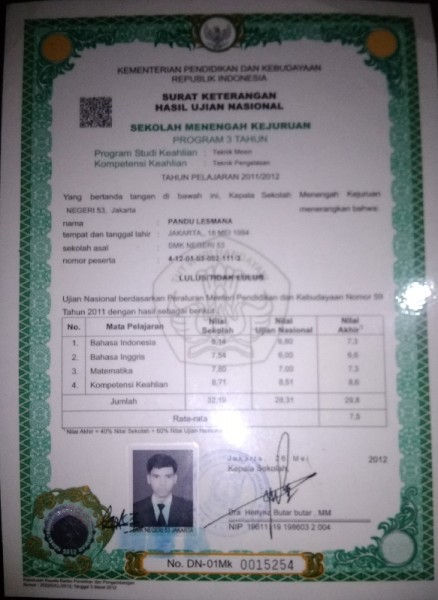 KEMENTERIAN PENDIDIKAN DAN KEBUDAYAAN
REPUBLIK INDONESIA
SURAT KETERANGAN
HASIL UJIAN NASIONAL
SEKOLAH MENENGAH KEJURUAN
PROGRAM 3 TAHUN
Program Studi Keahlian : Teknik Mesin
Kompetensi Keahlian : Teknik Pengelasan
TAHUN PELAJARAN 2011/2012
Yang bertanda tangan di bawah ini, Kepala Sekolah Menengah Kejuruan
NEGERI 53, Jakarta menerangkan bahwa:
nama : PANDU LESMANA
tempat dan tanggal lahir : JAKARTA, 18 MEI 1994
sekolah asal : SMK NEGERI 53
nomor peserta : 4-12-01-53-002-111-3
LULUS/TIDAK LULUS
Ujian Nasional berdasarkan Peraturan Menteri Pendidikan dan Kebudayaan Nomor 59
Tahun 2011 dengan hasil sebagai berikut :
No. Mata Pelajaran Nilai Sekolah Nilai Ujian Nasional Nilai Akhir*
1. Bahasa Indonesia 8,14 6,80 7,3
2. Bahasa Inggris 7,54 6,00 6,6
3. Matematika 7,80 7,00 7,3
4. Kompetensi Keahlian 8,71 8,51 8,6
Jumlah 32,19 28,31 29,8
Rata-rata 7,5
* Nilai Akhir = 40% Nilai Sekolah + 60% Nilai Ujian Nasional
Jakarta 26 Mei 2012
Kepala Sekolah,
Butar butar, MM
NIP 19611119 198603 2 004
NEGERI 53 JAKARTA
No. DN-01Mk 0015254